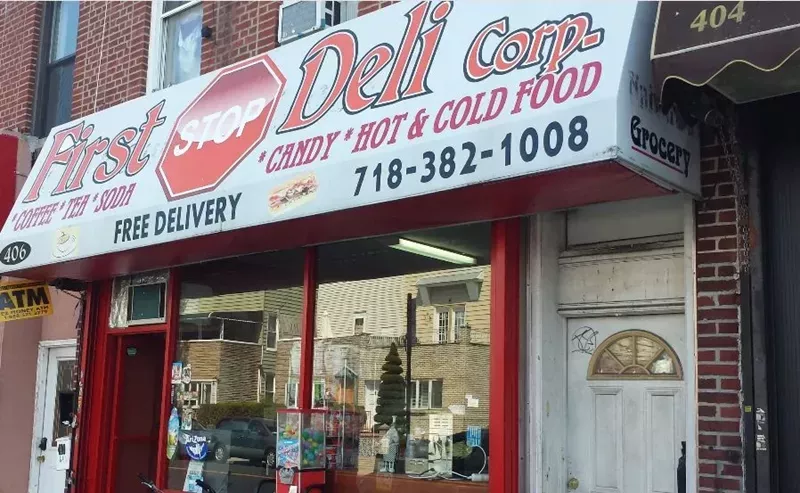 404
First STOP Deli Corp.
*COFFEE *TEA *SODA
*CANDY *HOT & COLD FOOD
406
FREE DELIVERY
718-382-1008
Grocery
ATM
ARIZONA